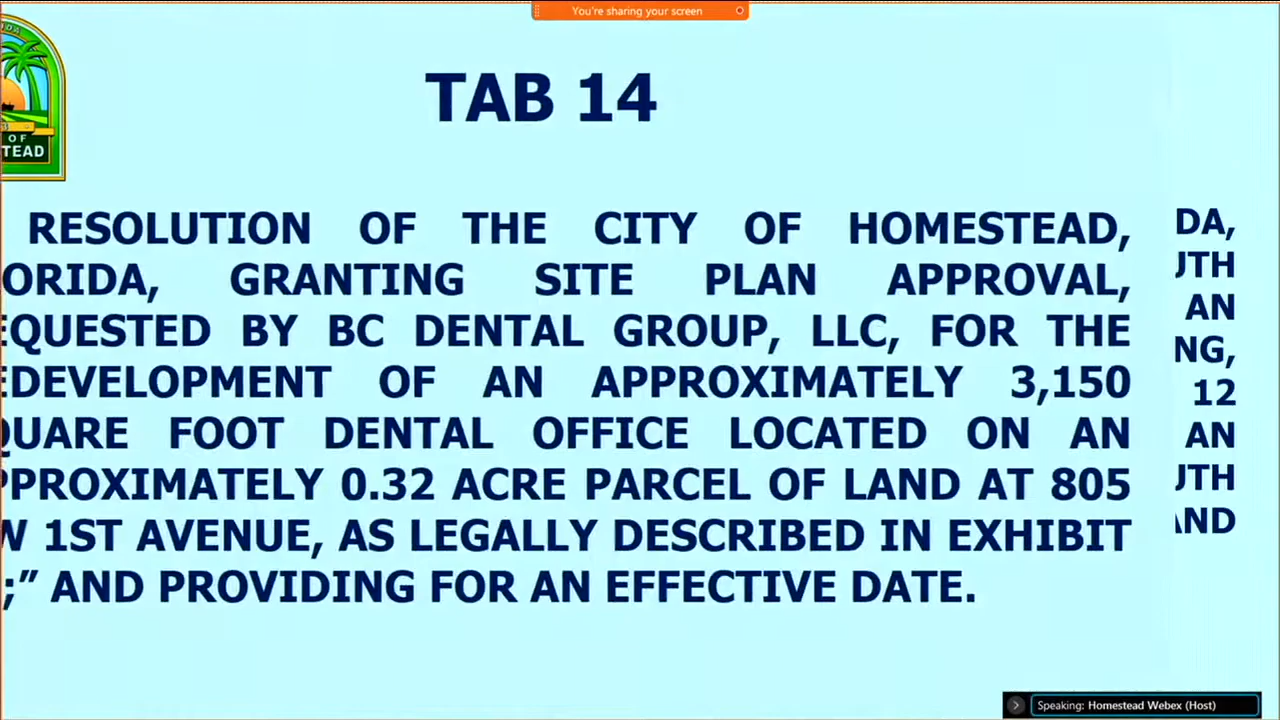 You're sharing your screen
OF
TEAD
TAB 14
RESOLUTION OF THE CITY OF HOMESTEAD,
ORIDA, GRANTING SITE PLAN APPROVAL,
EQUESTED BY BC DENTAL GROUP, LLC, FOR THE
EDEVELOPMENT OF AN APPROXIMATELY 3,150
QUARE FOOT DENTAL OFFICE LOCATED ON AN
PPROXIMATELY 0.32 ACRE PARCEL OF LAND AT 805
W 1ST AVENUE, AS LEGALLY DESCRIBED IN EXHIBIT
;” AND PROVIDING FOR AN EFFECTIVE DATE.
DA,
UTH
AN
NG,
12
AN
UTH
AND
Speaking: Homestead Webex (Host)